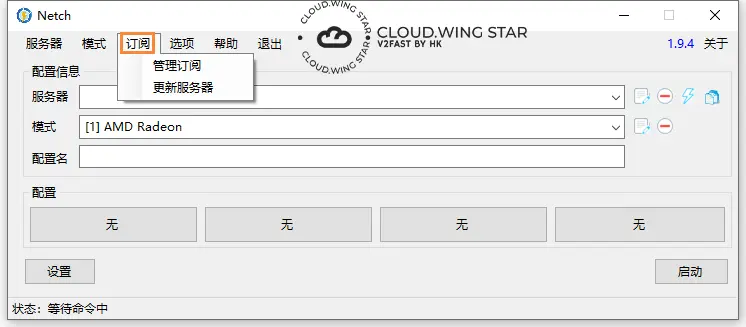 Netch
CLOUD.WING STAR
CLOUD.WING STAR
V2FAST BY HK
CLOUD.WING STAR
服务器 模式 订阅 选项 帮助 退出 1.9.4 关于
管理订阅
更新服务器
配置信息
服务器
模式 [1] AMD Radeon
配置名
配置
无 无 无 无
设置 启动
状态：等待命令中